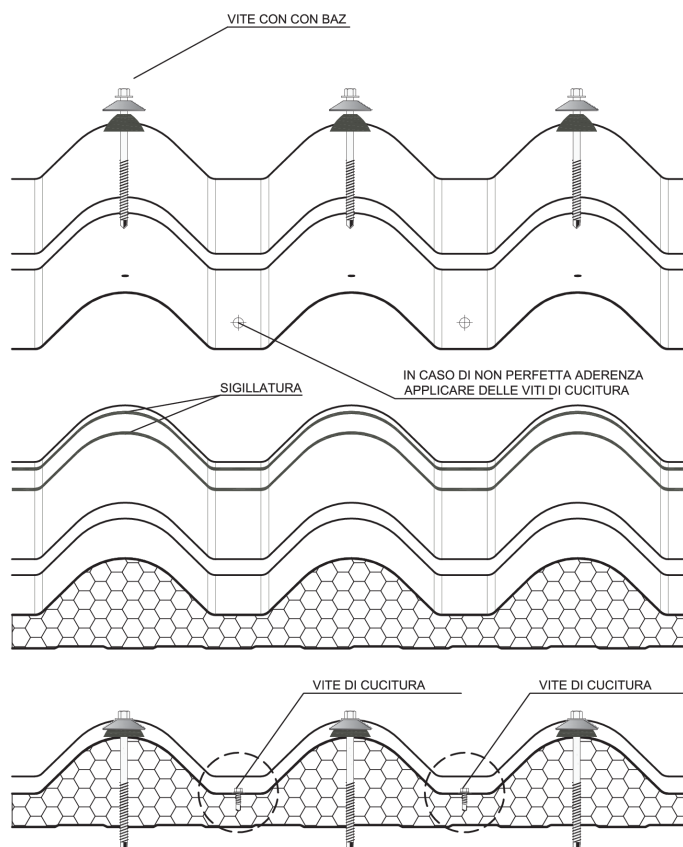 VITE CON CON BAZ
IN CASO DI NON PERFETTA ADERENZA
APPLICARE DELLE VITI DI CUCITURA
SIGILLATURA
VITE DI CUCITURA
VITE DI CUCITURA